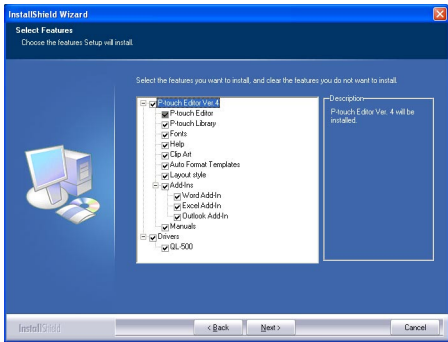 InstallShield Wizard
Select Features
Choose the features Setup will install.
Select the features you want to install, and clear the features you do not want to install.
P-touch Editor Ver.4
P-touch Editor
P-touch Library
Fonts
Help
Clip Art
Auto Format Templates
Layout style
Add-Ins
Word Add-In
Excel Add-In
Outlook Add-In
Manuals
Drivers
QL-500
Description
P-touch Editor Ver. 4 will be
installed.
InstallShield
< Back
Next >
Cancel